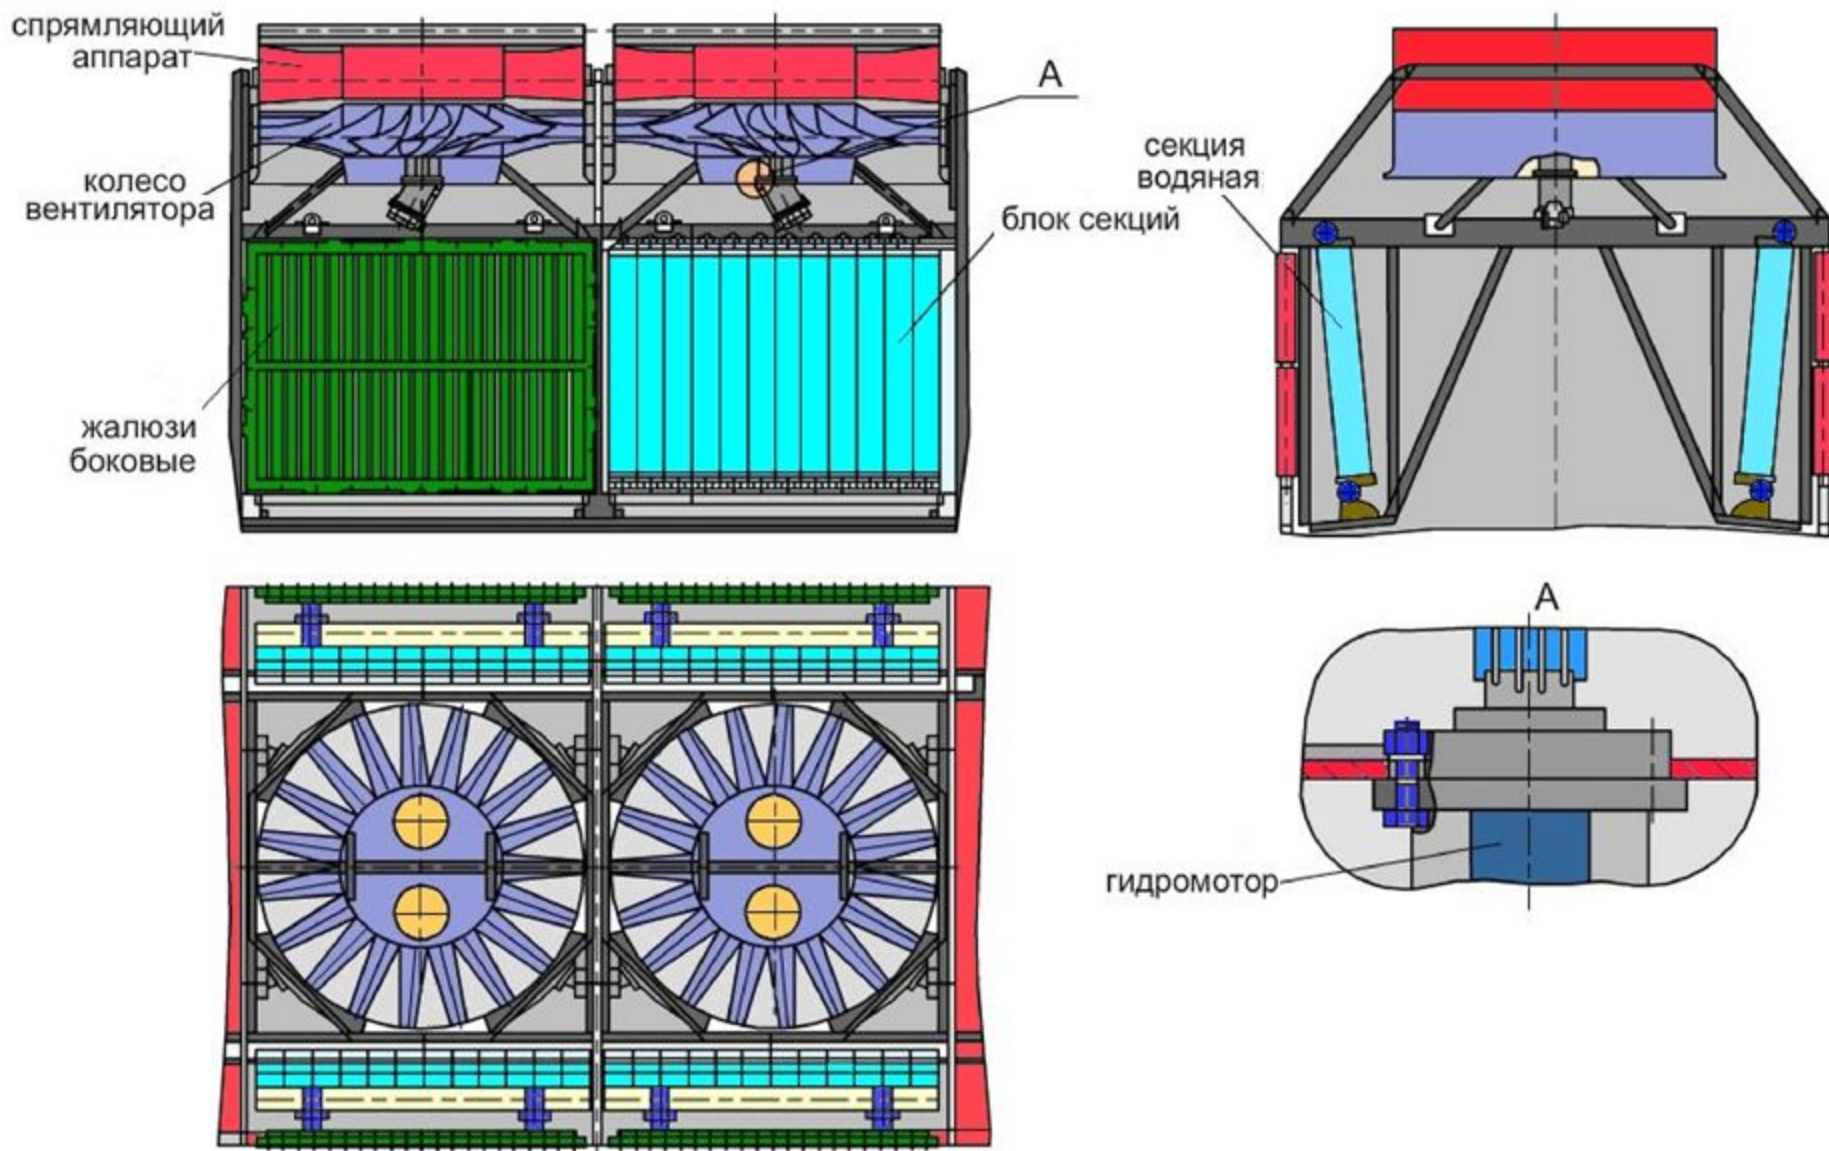 спрямляющий
аппарат
А
колесо
вентилятора
блок секций
жалюзи
боковые
секция
водяная
А
гидромотор